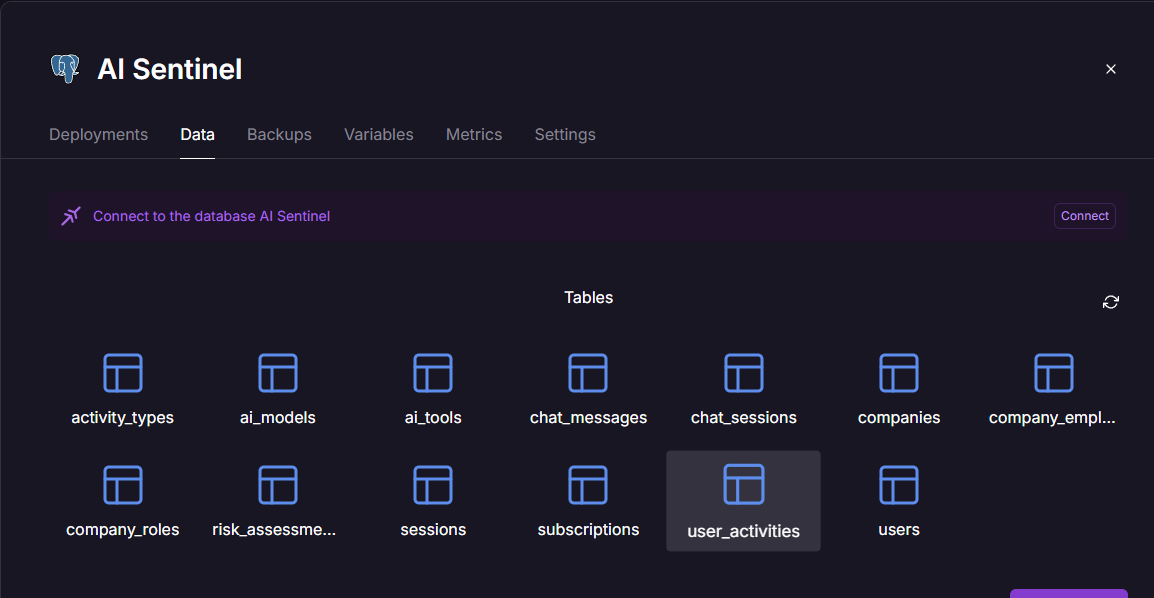 AI Sentinel
Deployments Data Backups Variables Metrics Settings
Connect to the database AI Sentinel Connect
Tables
activity_types ai_models ai_tools chat_messages chat_sessions companies company_empl...
company_roles risk_assessme... sessions subscriptions user_activities users